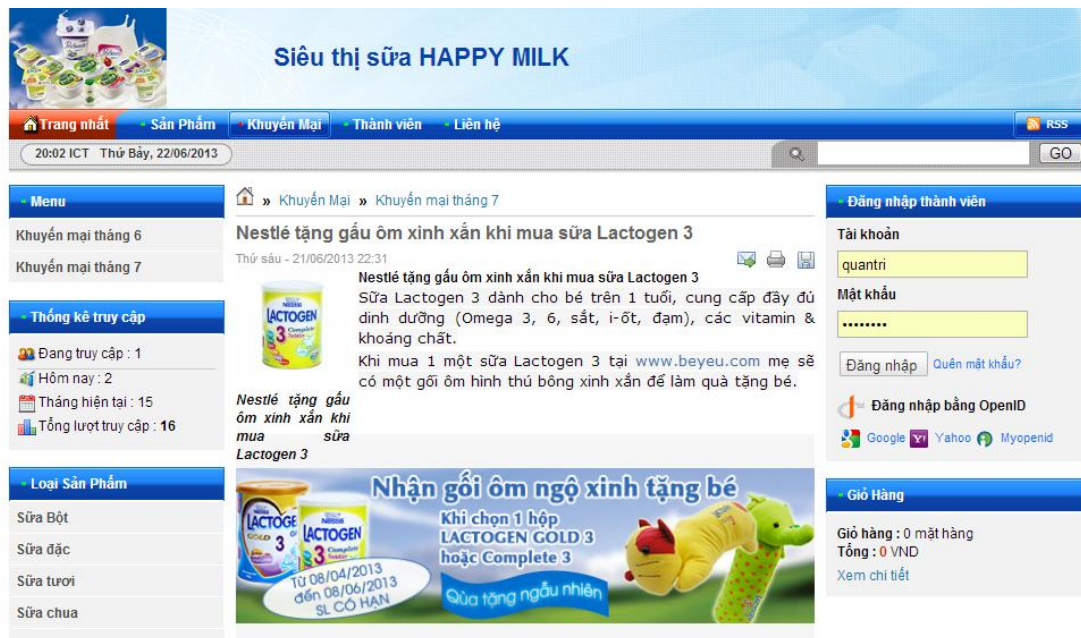 Siêu thị sữa HAPPY MILK
Trang nhất Sản Phẩm Khuyến Mại Thành viên Liên hệ RSS
20:02 ICT Thứ Bảy, 22/06/2013 GO
Menu
Khuyến mại tháng 6
Khuyến mại tháng 7
Thống kê truy cập
Đang truy cập : 1
Hôm nay : 2
Tháng hiện tại : 15
Tổng lượt truy cập : 16
Loại Sản Phẩm
Sữa Bột
Sữa đặc
Sữa tươi
Sữa chua
» Khuyến Mại » Khuyến mại tháng 7
Nestlé tặng gấu ôm xinh xắn khi mua sữa Lactogen 3
Thứ sáu - 21/06/2013 22:31
Nestlé tặng gấu ôm xinh xắn khi mua sữa Lactogen 3
Sữa Lactogen 3 dành cho bé trên 1 tuổi, cung cấp đầy đủ
dinh dưỡng (Omega 3, 6, sắt, i-ốt, đạm), các vitamin &
khoáng chất.
Khi mua 1 một sữa Lactogen 3 tại www.beyeu.com mẹ sẽ
có một gối ôm hình thú bông xinh xắn để làm quà tặng bé.
Nestlé
LACTOGEN
3 Complete
Nestlé tặng gấu
ôm xinh xắn khi
mua sữa
Lactogen 3
Nhận gối ôm ngộ xinh tặng bé
Khi chọn 1 hộp
LACTOGEN GOLD 3
hoặc Complete 3
Qùa tặng ngẫu nhiên
LACTOGE
GOLD 3
LACTOGEN
3 Complete
Từ 08/04/2013
đến 08/06/2013
SL CÓ HẠN
Đăng nhập thành viên
Tài khoản
quantri
Mật khẩu
••••••••
Đăng nhập Quên mật khẩu?
Đăng nhập bằng OpenID
Google Yahoo Myopenid
Giỏ Hàng
Giỏ hàng : 0 mặt hàng
Tổng : 0 VND
Xem chi tiết